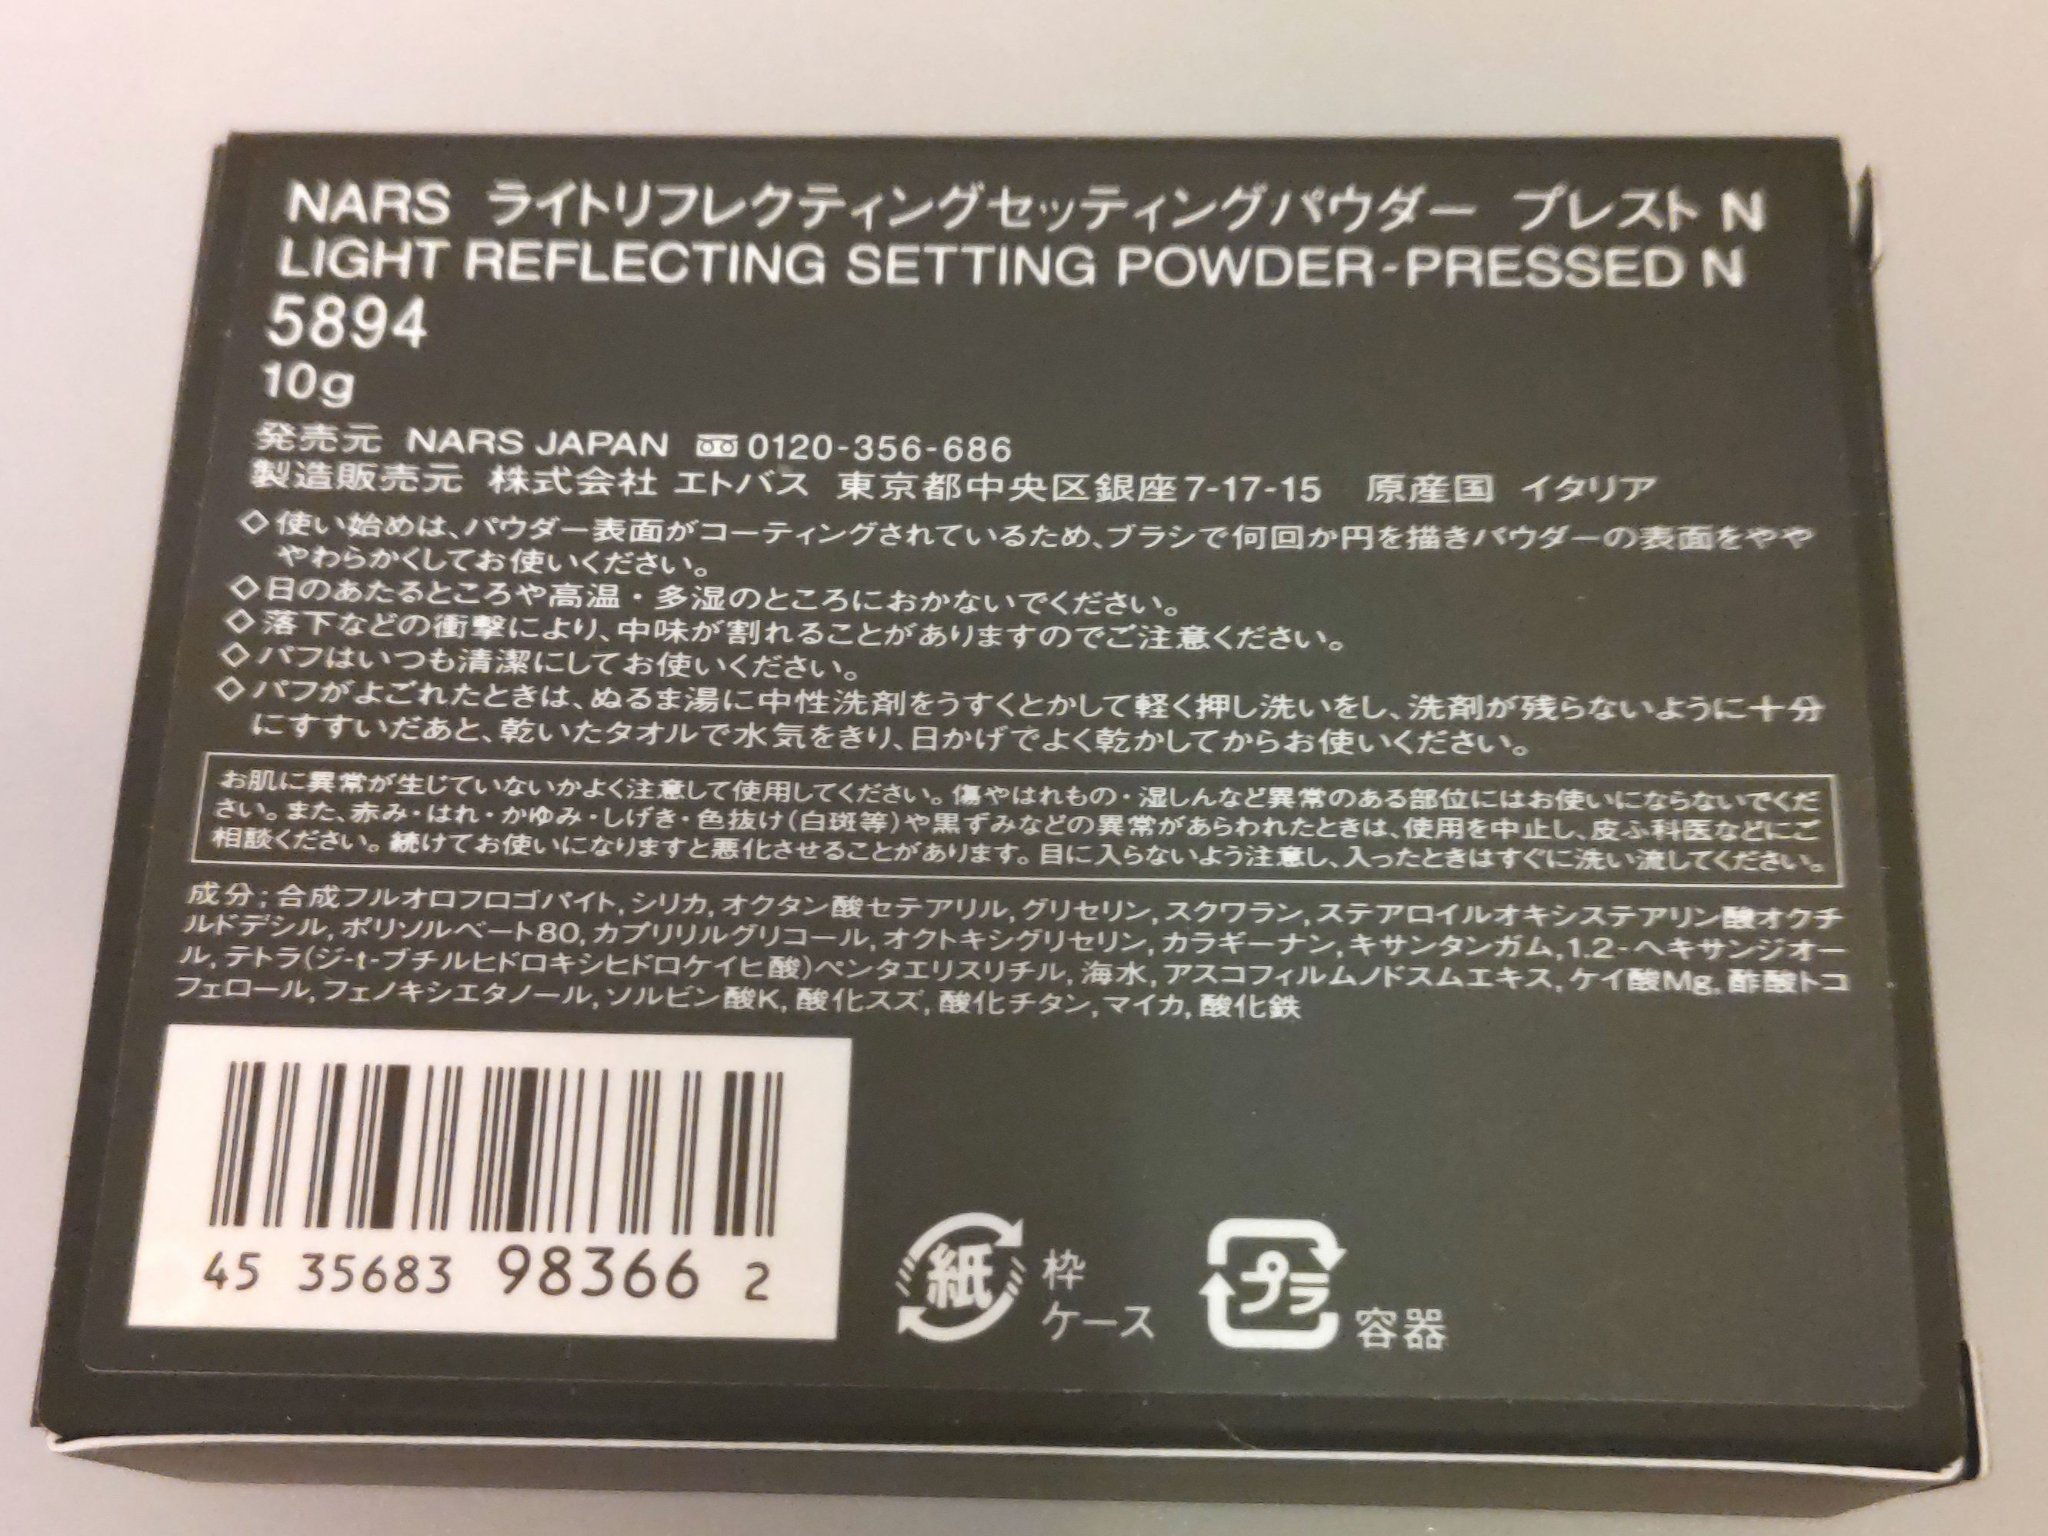 NARS ライトリフレクティングセッティングパウダー プレスト N
LIGHT REFLECTING SETTING POWDER-PRESSED N
5894
10g
発売元 NARS JAPAN 0120-356-686
製造販売元 株式会社 エトバス 東京都中央区銀座7-17-15 原産国 イタリア
◇使い始めは、パウダー表面がコーティングされているため、ブラシで何回か円を描きパウダーの表面をやや
やわらかくしてお使いください。
◇日のあたるところや高温・多湿のところにおかないでください。
◇落下などの衝撃により、中味が割れることがありますのでご注意ください。
◇パフはいつも清潔にしてお使いください。
◇パフがよごれたときは、ぬるま湯に中性洗剤をうすくとかして軽く押し洗いをし、洗剤が残らないように十分
にすすいだあと、乾いたタオルで水気をきり、日かげでよく乾かしてからお使いください。
お肌に異常が生じていないかよく注意して使用してください。傷やはれもの・湿しんなど異常のある部位にはお使いにならないでくだ
さい。また、赤み・はれ・かゆみ・しげき・色抜け(白斑等)や黒ずみなどの異常があらわれたときは、使用を中止し、皮ふ科医などにご
相談ください。続けてお使いになりますと悪化させることがあります。目に入らないよう注意し、入ったときはすぐに洗い流してください。
成分；合成フルオロフロゴパイト,シリカ,オクタン酸セテアリル,グリセリン,スクワラン,ステアロイルオキシステアリン酸オクチ
ルドデシル,ポリソルベート80,カプリリルグリコール,オクトキシグリセリン,カラギーナン,キサンタンガム,1.2-ヘキサンジオー
ル,テトラ(ジ-t-ブチルヒドロキシヒドロケイヒ酸)ペンタエリスリチル,海水,アスコフィルムノドスムエキス,ケイ酸Mg,酢酸トコ
フェロール,フェノキシエタノール,ソルビン酸K,酸化スズ,酸化チタン,マイカ,酸化鉄
45 35683 98366 2
紙 枠
ケース
プラ 容器